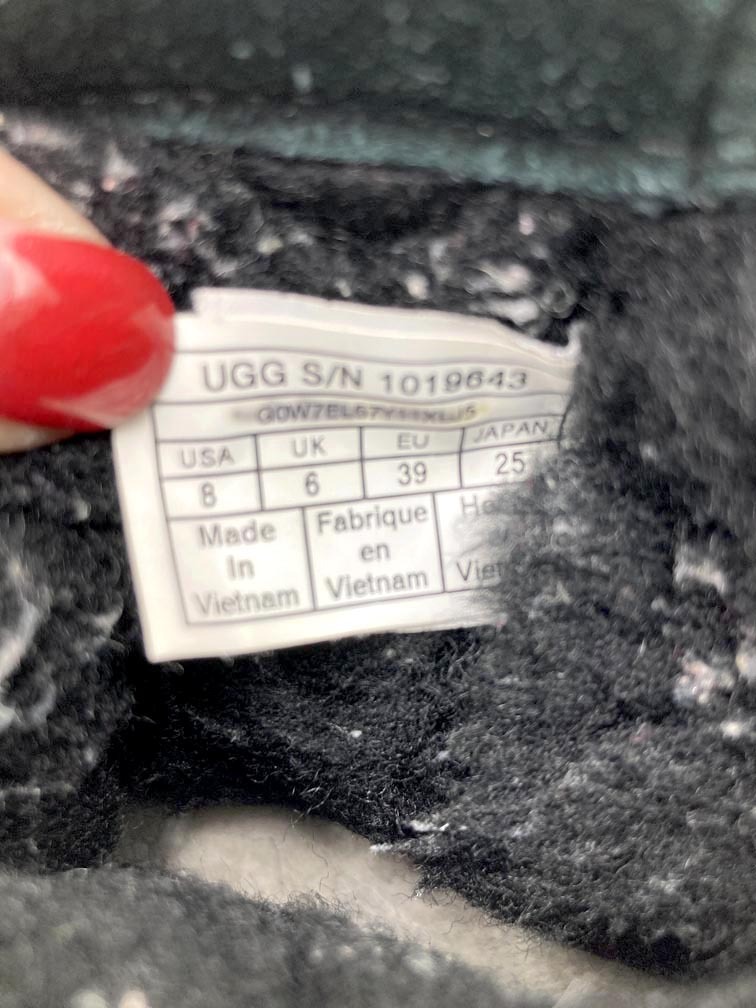 UGG S/N 1019643
USA UK EU JAPAN
8 6 39 25
Made Fabrique
In en
Vietnam Vietnam